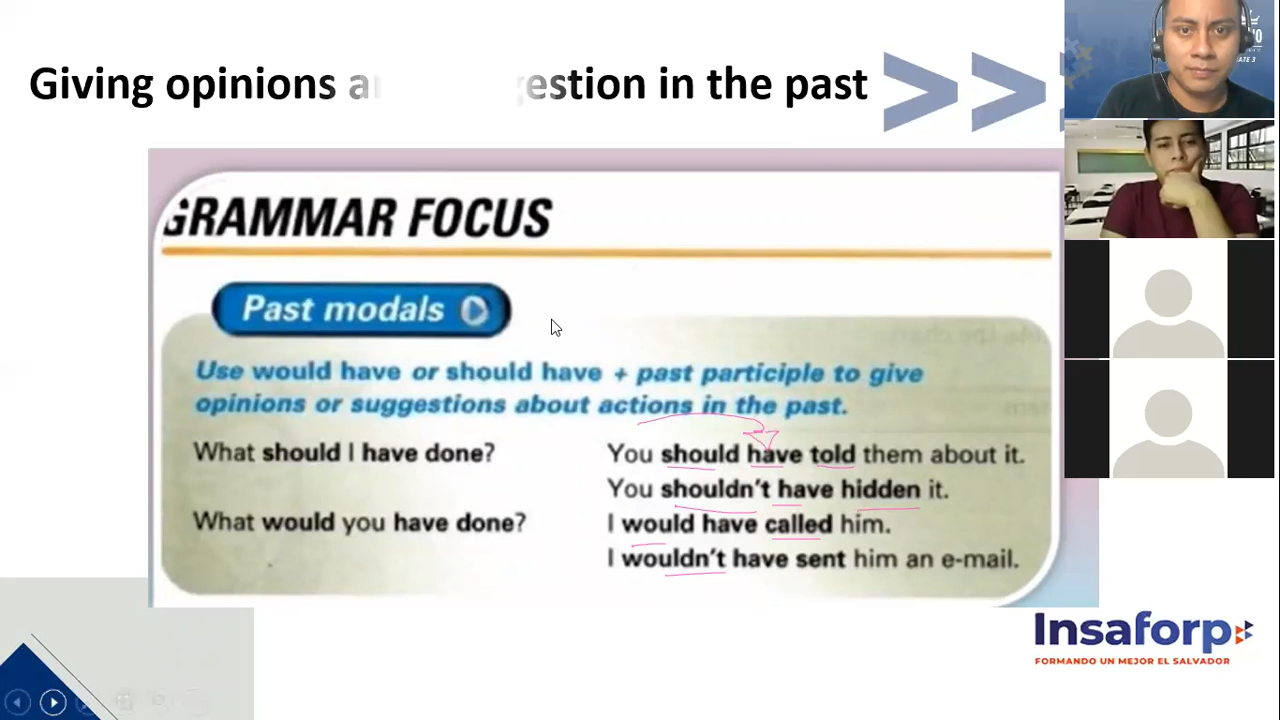 Giving opinions a estion in the past
GRAMMAR FOCUS
Past modals
Use would have or should have + past participle to give
opinions or suggestions about actions in the past.
What should I have done?
You should have told them about it.
You shouldn't have hidden it.
What would you have done?
I would have called him.
I wouldn't have sent him an e-mail.
Insaforp
FORMANDO UN MEJOR EL SALVADOR